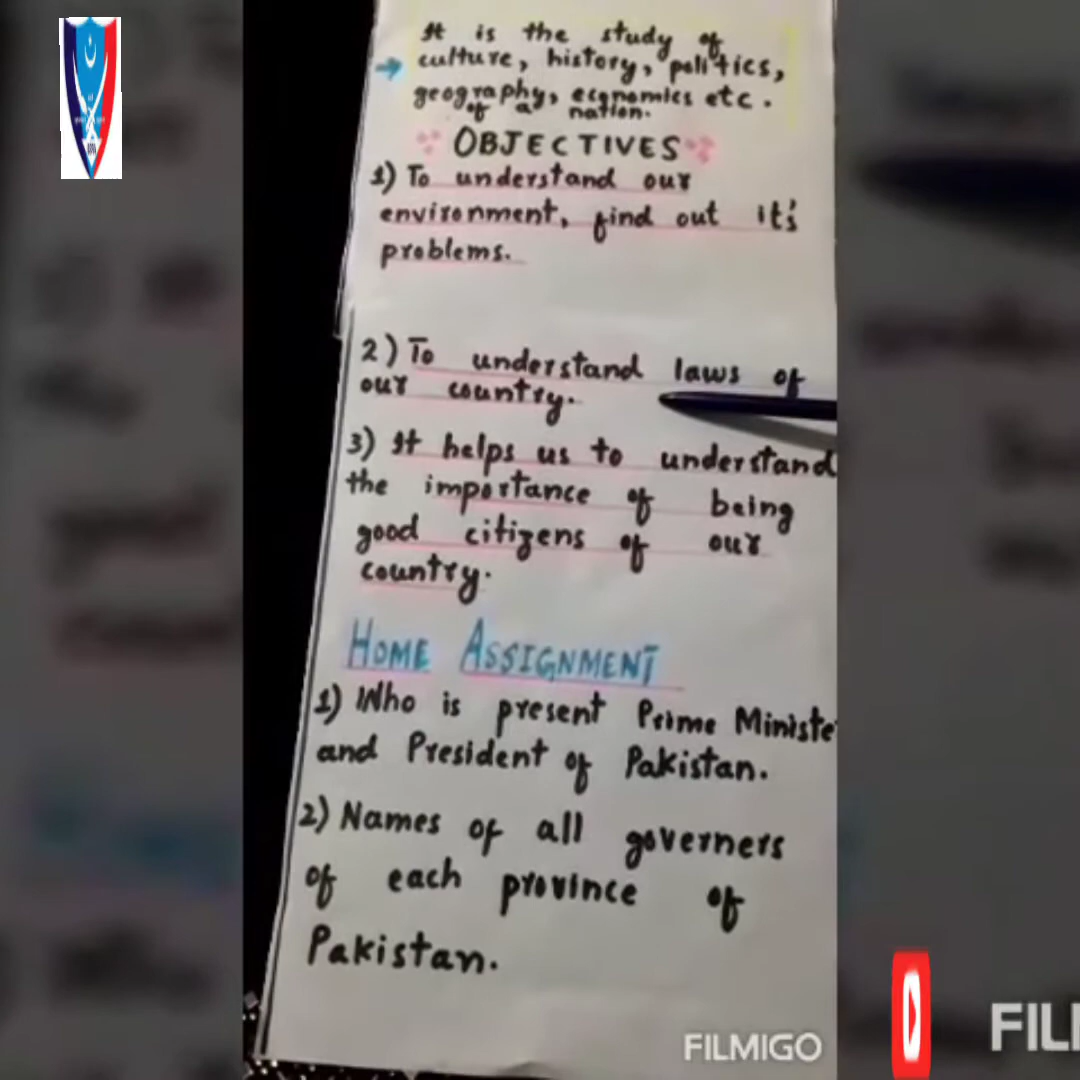 It is the study of
culture, history, politics,
geography, economics etc.
of a nation.
OBJECTIVES
1) To understand our
environment, find out it's
problems.
2) To understand laws of
our country.
3) It helps us to understand
the importance of being
good citizens of our
country.
HOME ASSIGNMENT
1) Who is present Prime Ministe
and President of Pakistan.
2) Names of all governers
of each province of
Pakistan.
FILMIGO
FIL